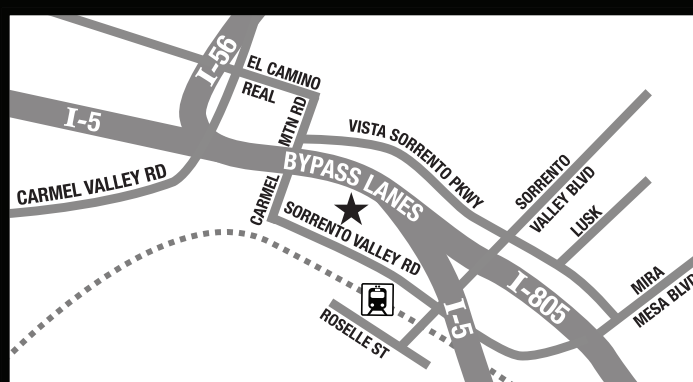 I-56
EL CAMINO
REAL
I-5
MTN RD
VISTA SORRENTO PKWY
BYPASS LANES
CARMEL VALLEY RD
CARMEL
SORRENTO
VALLEY BLVD
SORRENTO VALLEY RD
LUSK
MIRA
MESA BLVD
I-805
I-5
ROSELLE ST